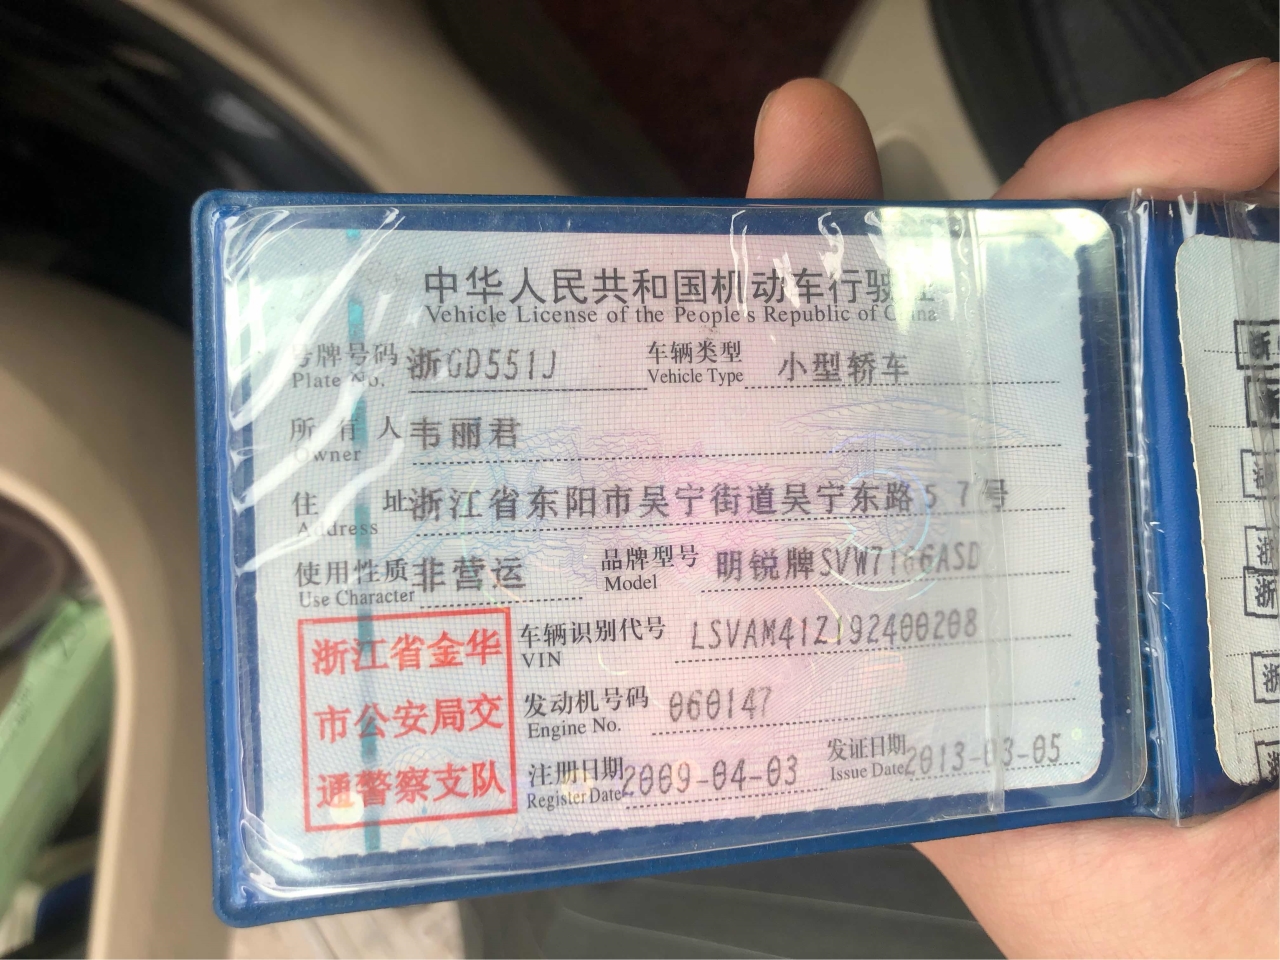 中华人民共和国机动车行驶证
Vehicle License of the People's Republic of China
号牌号码 浙GD551J 车辆类型 小型轿车
Plate No. Vehicle Type
所有人 韦丽君
Owner
住址 浙江省东阳市吴宁街道吴宁东路57号
Address
使用性质 非营运 品牌型号 明锐牌SVW7166ASD
Use Character Model
浙江省金华
市公安局交
通警察支队
车辆识别代号 LSVAM41Z192400208
VIN
发动机号码 060147
Engine No.
注册日期 2009-04-03 发证日期 2013-03-05
Register Date Issue Date